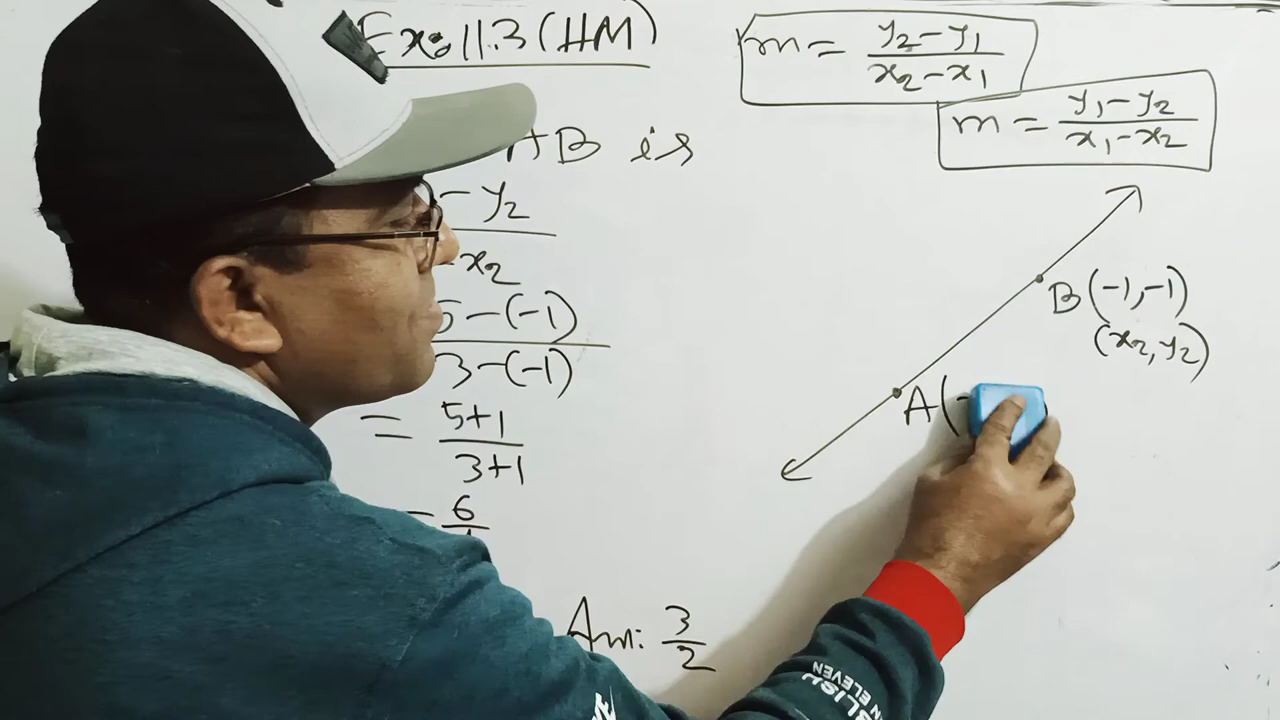 Ex: 11.3 (HM)
AB is
- y₂
x₂
5 - (-1)
3 - (-1)
= 5+1
3+1
= 6
Ans: 3
2
m = y₂ - y₁
x₂ - x₁
m = y₁ - y₂
x₁ - x₂
B(-1,-1)
(x₂, y₂)
A(-